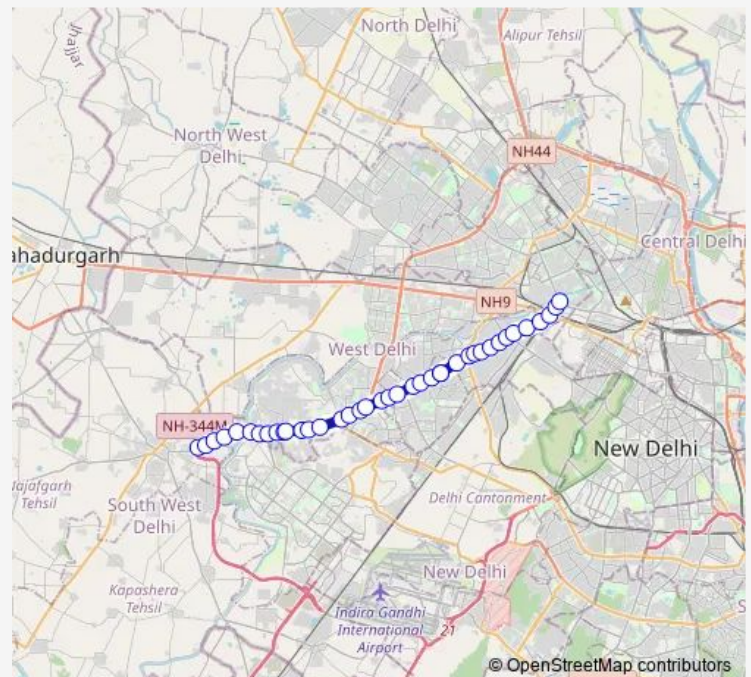 North Delhi
Alipur Tehsil
Jhajjar
North West
Delhi
NH44
Central Delhi
ahadurgarh
NH9
West Delhi
NH-344M
New Delhi
Najafgarh
Tehsil
South West
Delhi
Delhi Cantonment
Kapashera
Tehsil
New Delhi
Indira Gandhi
International
Airport
21
S
© OpenStreetMap contributors